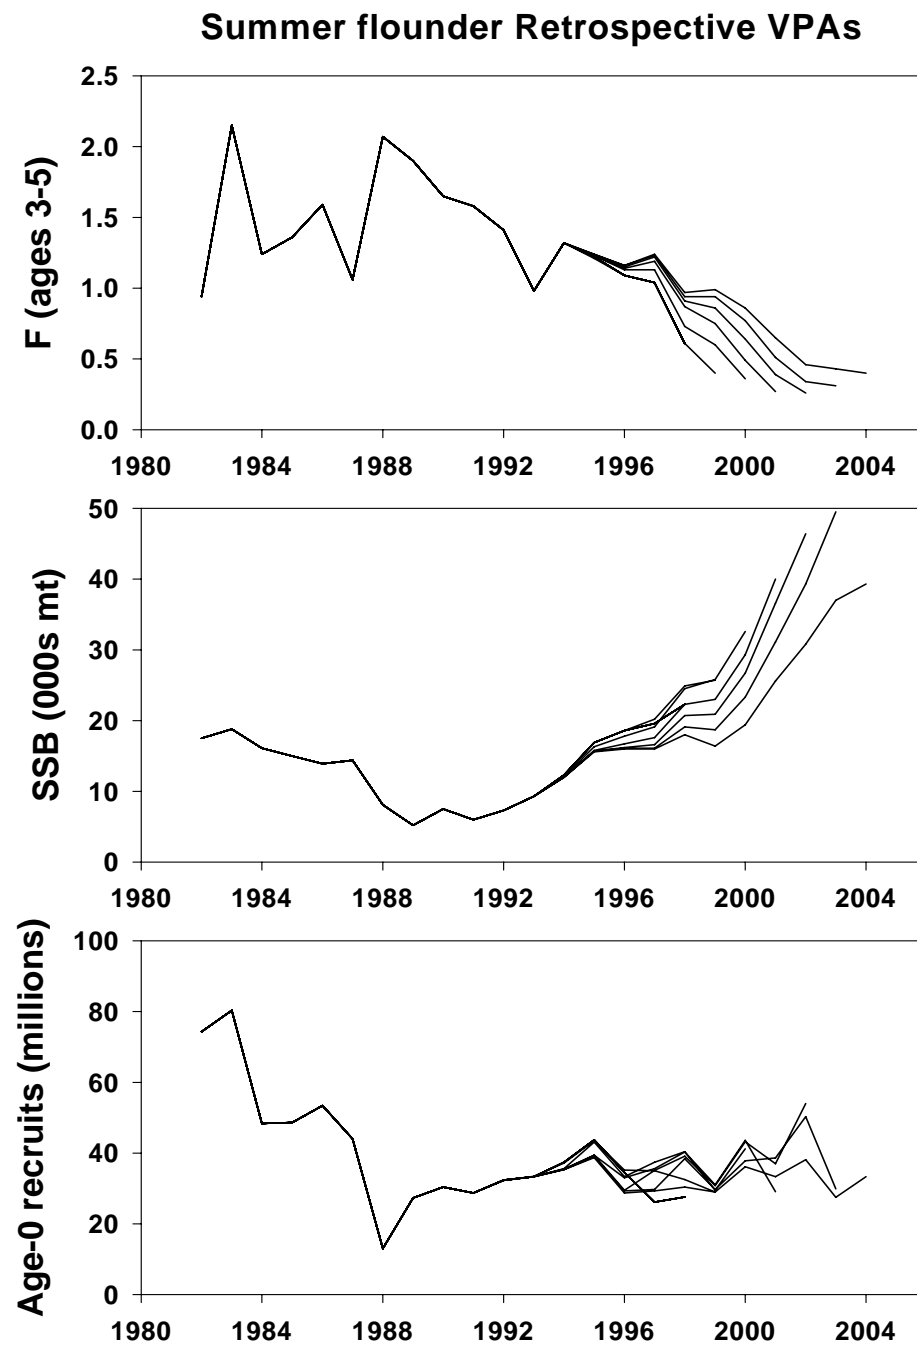 Summer flounder Retrospective VPAs
F (ages 3-5)
2.5
2.0
1.5
1.0
0.5
0.0
1980 1984 1988 1992 1996 2000 2004
SSB (000s mt)
50
40
30
20
10
0
1980 1984 1988 1992 1996 2000 2004
Age-0 recruits (millions)
100
80
60
40
20
0
1980 1984 1988 1992 1996 2000 2004